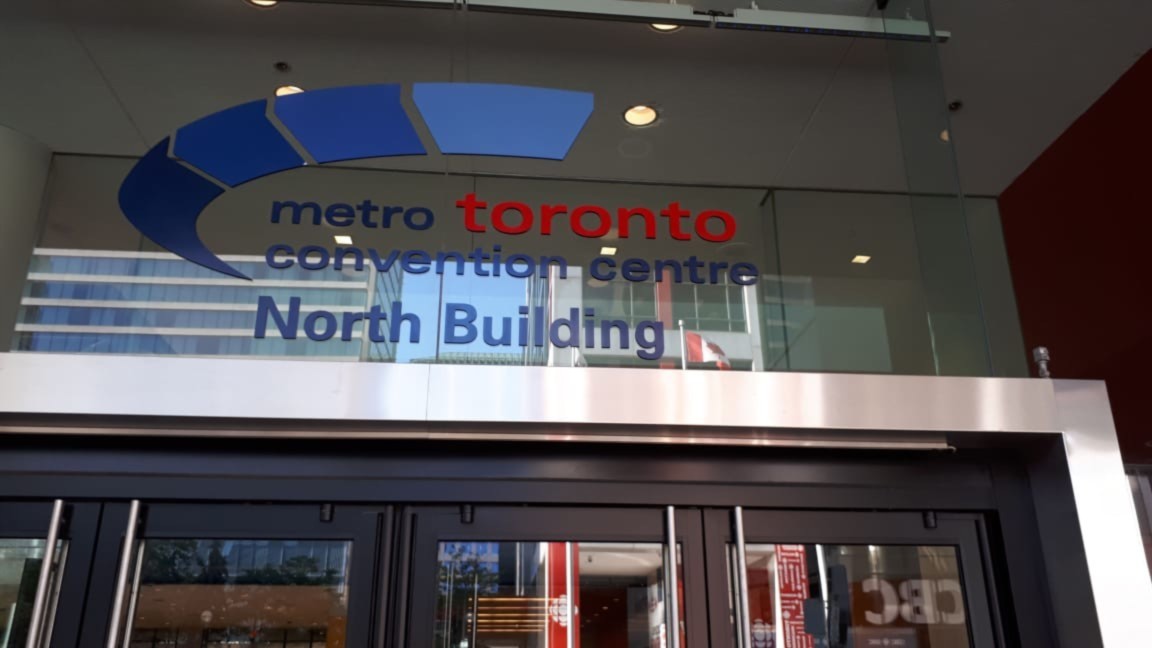 metro toronto
convention centre
North Building
CBC